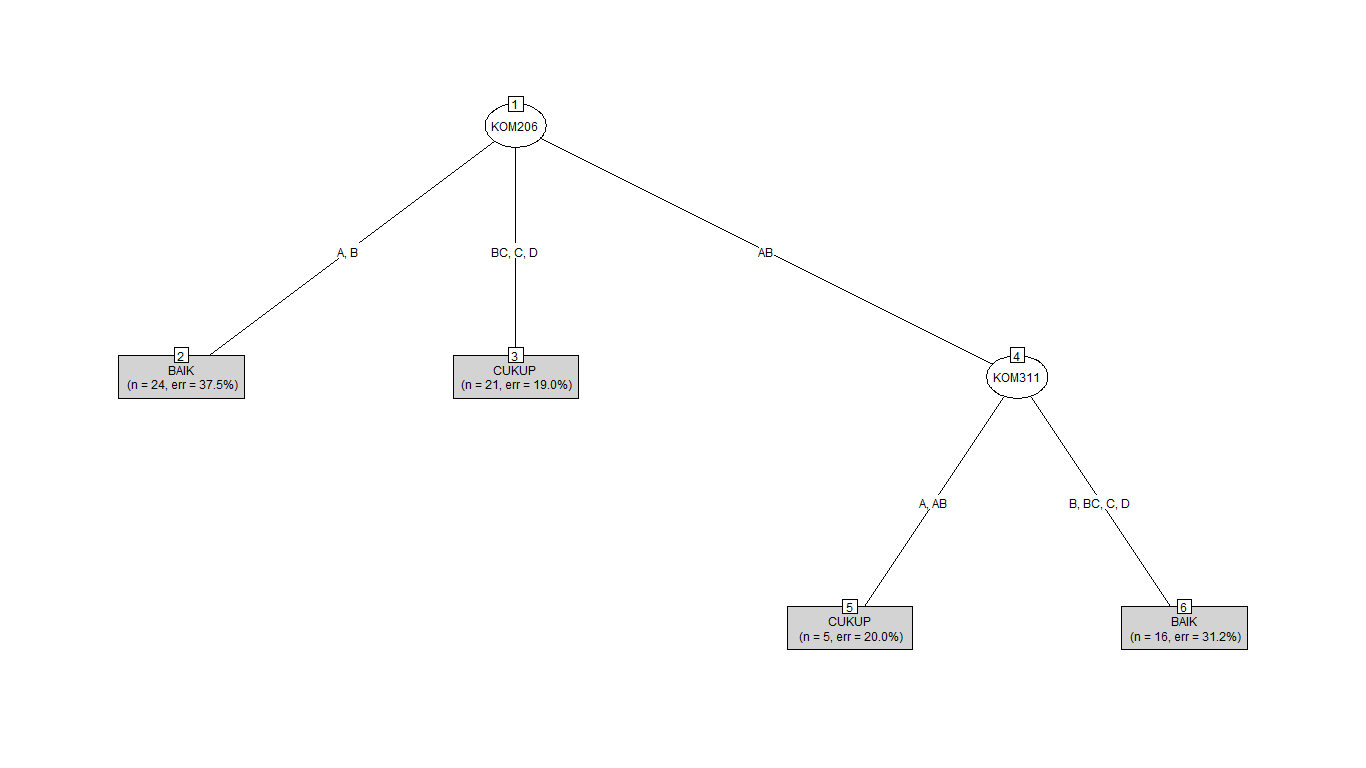 1
KOM206
A, B
BC, C, D
AB
2
BAIK
(n = 24, err = 37.5%)
3
CUKUP
(n = 21, err = 19.0%)
4
KOM311
A, AB
B, BC, C, D
5
CUKUP
(n = 5, err = 20.0%)
6
BAIK
(n = 16, err = 31.2%)